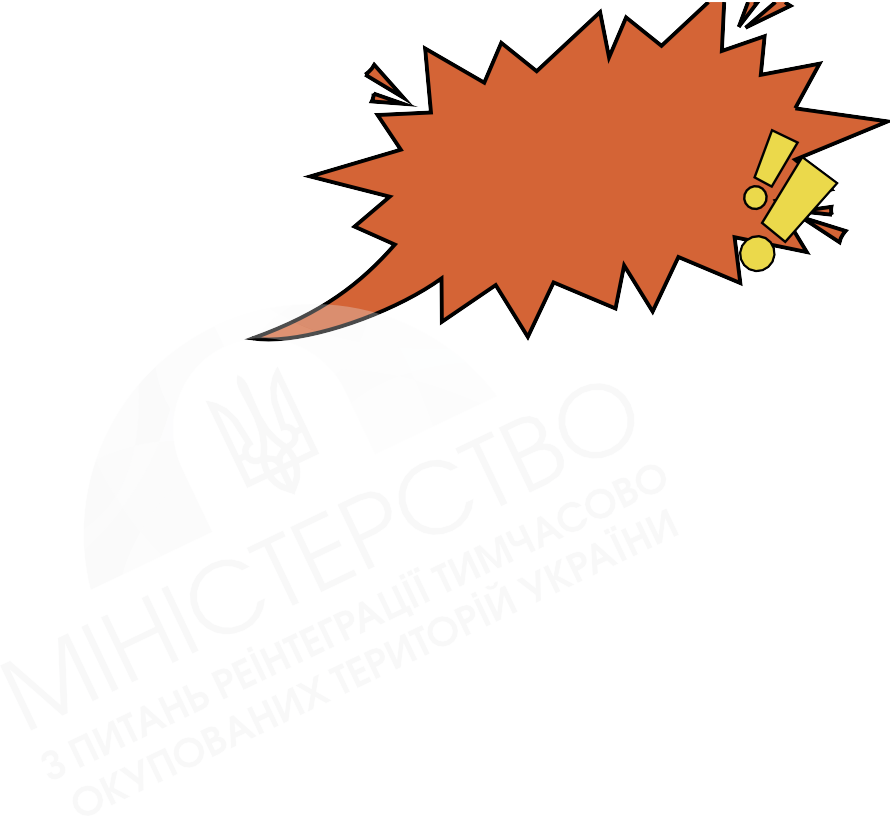 МІНІСТЕРСТВО
З ПИТАНЬ РЕІНТЕГРАЦІЇ ТИМЧАСОВО
ОКУПОВАНИХ ТЕРИТОРІЙ УКРАЇНИ